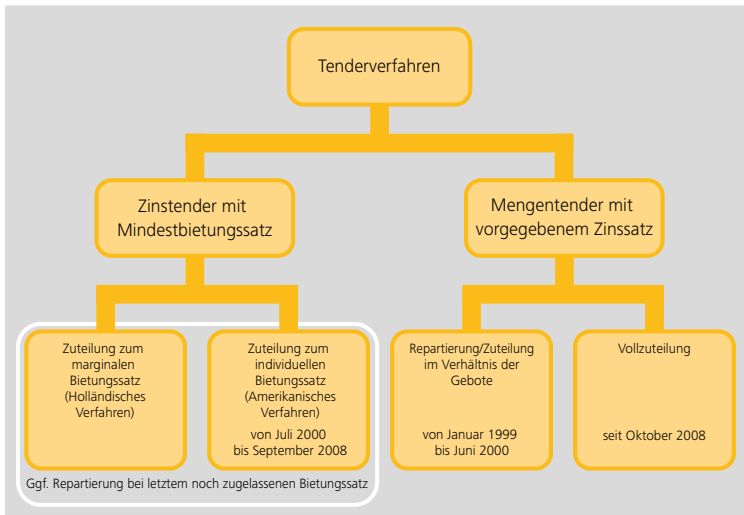 Tenderverfahren
Zinstender mit
Mindestbietungssatz
Mengentender mit
vorgegebenem Zinssatz
Zuteilung zum
marginalen
Bietungssatz
(Holländisches
Verfahren)
Zuteilung zum
individuellen
Bietungssatz
(Amerikanisches
Verfahren)
von Juli 2000
bis September 2008
Repartierung/Zuteilung
im Verhältnis der
Gebote
von Januar 1999
bis Juni 2000
Vollzuteilung
seit Oktober 2008
Ggf. Repartierung bei letztem noch zugelassenen Bietungssatz